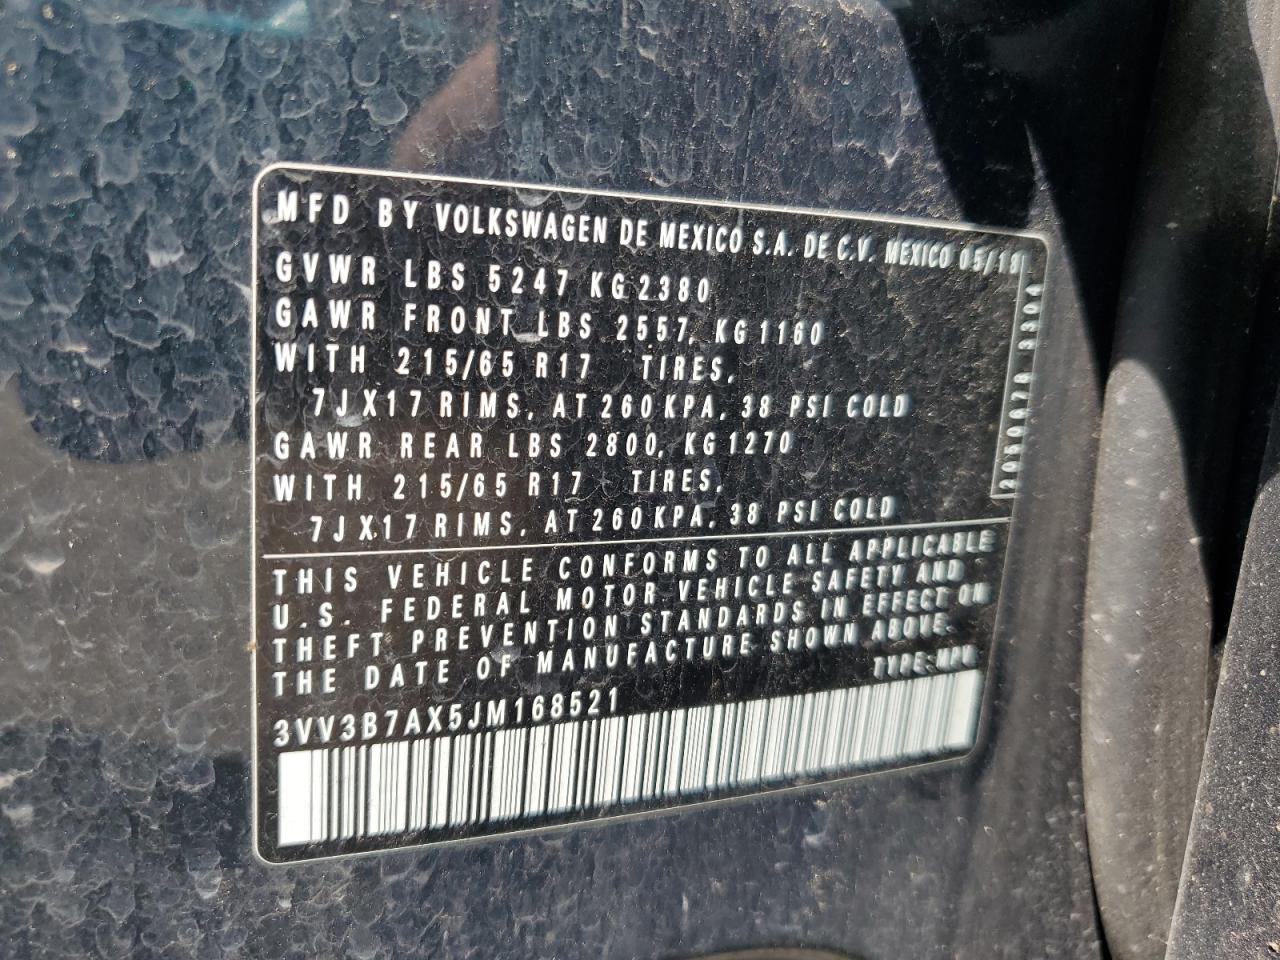 MFD BY VOLKSWAGEN DE MEXICO S.A. DE C.V. MEXICO 05/18
GVWR LBS 5247 KG 2380
GAWR FRONT LBS 2557, KG 1160
WITH 215/65 R17 TIRES,
7J X17 RIMS, AT 260 KPA, 38 PSI COLD
GAWR REAR LBS 2800, KG 1270
WITH 215/65 R17 TIRES,
7J X17 RIMS, AT 260 KPA, 38 PSI COLD
THIS VEHICLE CONFORMS TO ALL APPLICABLE
U.S. FEDERAL MOTOR VEHICLE SAFETY AND
THEFT PREVENTION STANDARDS IN EFFECT ON
THE DATE OF MANUFACTURE SHOWN ABOVE.
TYPE: MPV
3VV3B7AX5JM168521